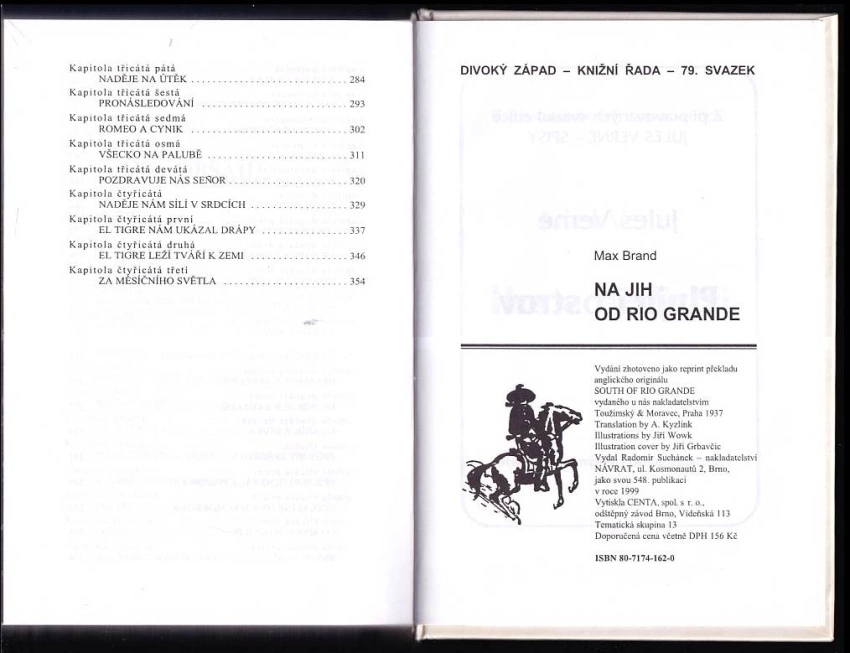 Kapitola třicátá pátá
NADĚJE NA ÚTĚK . . . . . . . . . . . . . . . . . . . . . . . . . . 284
Kapitola třicátá šestá
PRONÁSLEDOVÁNÍ . . . . . . . . . . . . . . . . . . . . . . . . 293
Kapitola třicátá sedmá
ROMEO A CYNIK . . . . . . . . . . . . . . . . . . . . . . . . . . 302
Kapitola třicátá osmá
VŠECKO NA PALUBĚ . . . . . . . . . . . . . . . . . . . . . . . 311
Kapitola třicátá devátá
POZDRAVUJE NÁS SEŇOR . . . . . . . . . . . . . . . . . . . 320
Kapitola čtyřicátá
NADĚJE NÁM SÍLÍ V SRDCÍCH . . . . . . . . . . . . . . . . 329
Kapitola čtyřicátá první
EL TIGRE NÁM UKÁZAL DRÁPY . . . . . . . . . . . . . . 337
Kapitola čtyřicátá druhá
EL TIGRE LEŽÍ TVÁŘÍ K ZEMI . . . . . . . . . . . . . . . . 346
Kapitola čtyřicátá třetí
ZA MĚSÍČNÍHO SVĚTLA . . . . . . . . . . . . . . . . . . . . 354
DIVOKÝ ZÁPAD – KNIŽNÍ ŘADA – 79. SVAZEK
Max Brand
NA JIH
OD RIO GRANDE
Vydání zhotoveno jako reprint překladu
anglického originálu
SOUTH OF RIO GRANDE
vydaného u nás nakladatelstvím
Toužimský & Moravec, Praha 1937
Translation by A. Kyzlink
Illustrations by Jiří Wowk
Illustration cover by Jiří Grbavčic
Vydal Radomír Suchánek – nakladatelství
NÁVRAT, ul. Kosmonautů 2, Brno,
jako svou 548. publikaci
v roce 1999
Vytiskla CENTA, spol. s r. o.,
odštěpný závod Brno, Vídeňská 113
Tematická skupina 13
Doporučená cena včetně DPH 156 Kč
ISBN 80-7174-162-0